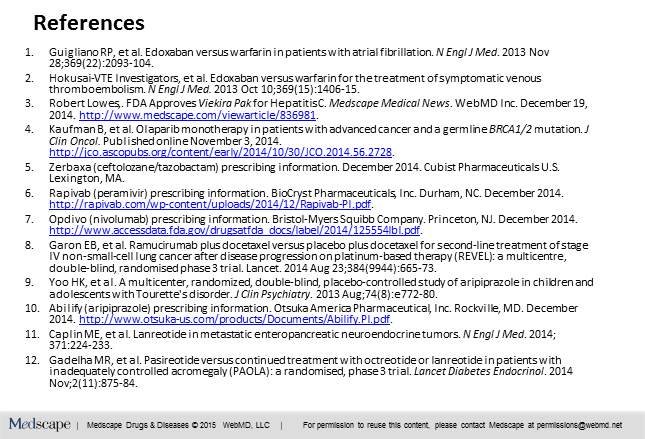 References
1. Guigliano RP, et al. Edoxaban versus warfarin in patients with atrial fibrillation. N Engl J Med. 2013 Nov
28;369(22):2093-104.
2. Hokusai-VTE Investigators, et al. Edoxaban versus warfarin for the treatment of symptomatic venous
thromboembolism. N Engl J Med. 2013 Oct 10;369(15):1406-15.
3. Robert Lowes,. FDA Approves Viekira Pak for Hepatitis C. Medscape Medical News. WebMD Inc. December 19,
2014. http://www.medscape.com/viewarticle/836981.
4. Kaufman B, et al. Olaparib monotherapy in patients with advanced cancer and a germline BRCA1/2 mutation. J
Clin Oncol. Published online November 3, 2014.
http://jco.ascopubs.org/content/early/2014/10/30/JCO.2014.56.2728.
5. Zerbaxa (ceftolozane/tazobactam) prescribing information. December 2014. Cubist Pharmaceuticals U.S.
Lexington, MA.
6. Rapivab (peramivir) prescribing information. BioCryst Pharmaceuticals, Inc. Durham, NC. December 2014.
http://rapivab.com/wp-content/uploads/2014/12/Rapivab-PI.pdf.
7. Opdivo (nivolumab) prescribing information. Bristol-Myers Squibb Company. Princeton, NJ. December 2014.
http://www.accessdata.fda.gov/drugsatfda_docs/label/2014/125554lbl.pdf.
8. Garon EB, et al. Ramucirumab plus docetaxel versus placebo plus docetaxel for second-line treatment of stage
IV non-small-cell lung cancer after disease progression on platinum-based therapy (REVEL): a multicentre,
double-blind, randomised phase 3 trial. Lancet. 2014 Aug 23;384(9944):665-73.
9. Yoo HK, et al. A multicenter, randomized, double-blind, placebo-controlled study of aripiprazole in children and
adolescents with Tourette's disorder. J Clin Psychiatry. 2013 Aug;74(8):e772-80.
10. Abilify (aripiprazole) prescribing information. Otsuka America Pharmaceutical, Inc. Rockville, MD. December
2014. http://www.otsuka-us.com/products/Documents/Abilify.PI.pdf.
11. Caplin ME, et al. Lanreotide in metastatic enteropancreatic neuroendocrine tumors. N Engl J Med. 2014;
371:224-233.
12. Gadelha MR, et al. Pasireotide versus continued treatment with octreotide or lanreotide in patients with
inadequately controlled acromegaly (PAOLA): a randomised, phase 3 trial. Lancet Diabetes Endocrinol. 2014
Nov;2(11):875-84.
Medscape | Medscape Drugs & Diseases © 2015 WebMD, LLC | For permission to reuse this content, please contact Medscape at permissions@webmd.net